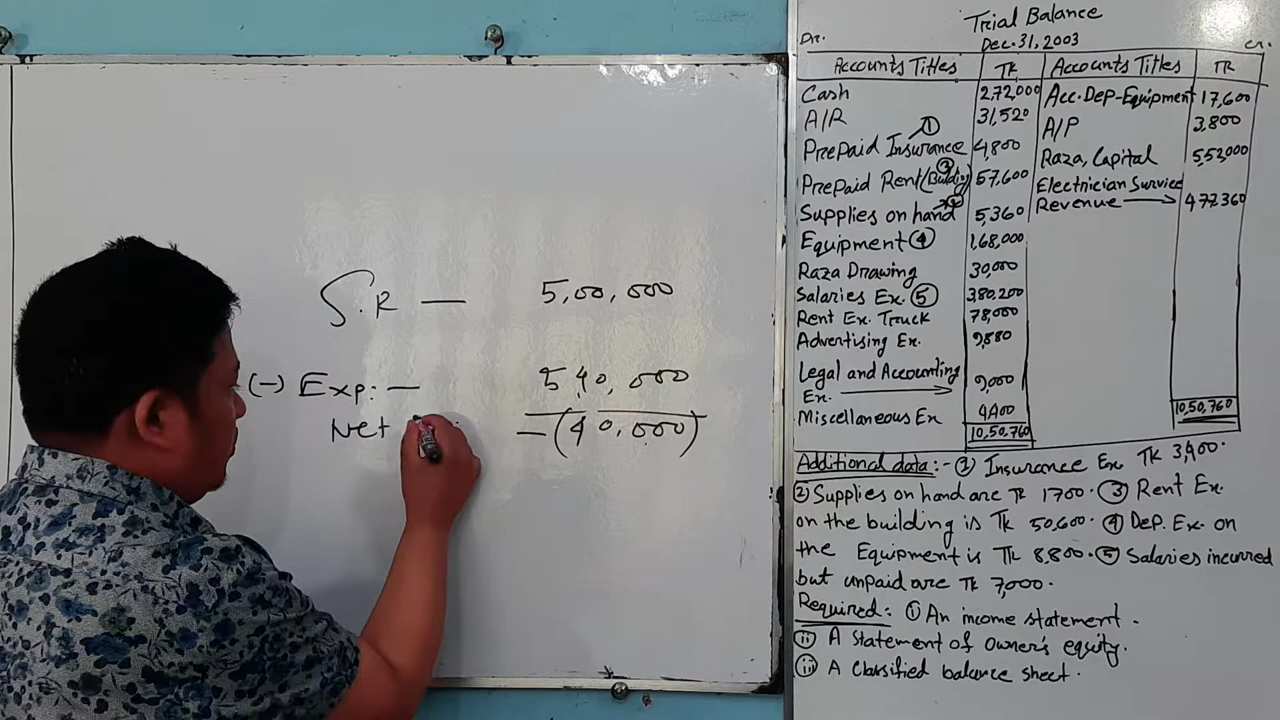 S.R — 5,00,000
(-) Exp: — 540,000
Net — (40,000)
Trial Balance
Dr. Dec. 31, 2003 Cr.
Accounts Titles TK Accounts Titles TK
Cash 2,72,000 Acc. Dep-Equipment 17,600
A/R 31,520 A/P 3,800
Prepaid Insurance ① 4,800 Raza, Capital 5,52,000
Prepaid Rent (Building) ③ 57,600 Electrician Survice
Supplies on hand ② 5,360 Revenue → 477,360
Equipment ④ 1,68,000
Raza Drawing 30,000
Salaries Ex. ⑤ 3,80,200
Rent Ex. Truck 78,000
Advertising Ex. 9,880
Legal and Accounting
Ex. → 9,000
Miscellaneous Ex 4,400
10,50,760 10,50,760
Additional data:- ① Insurance Ex TK 3,400.
② Supplies on hand are TK 1700. ③ Rent Ex.
on the building is TK 50,600. ④ Dep. Ex. on
the Equipment is TK 8,800. ⑤ Salaries incurred
but unpaid are TK 7,000.
Required: ① An income statement.
ⅱ A statement of owner's equity.
ⅲ A classified balance sheet.